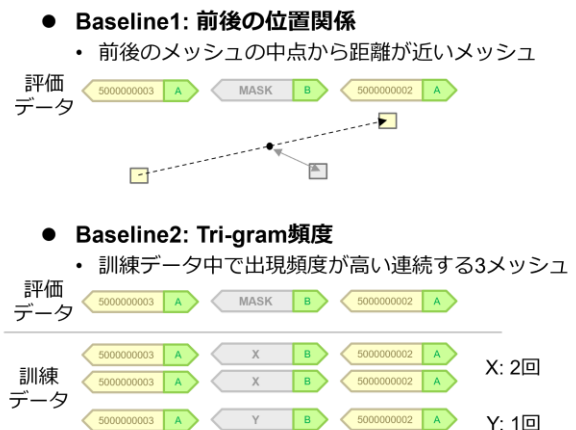 ● Baseline1: 前後の位置関係
• 前後のメッシュの中点から距離が近いメッシュ
評価
データ
5000000003 A MASK B 5000000002 A
● Baseline2: Tri-gram頻度
• 訓練データ中で出現頻度が高い連続する3メッシュ
評価
データ
5000000003 A MASK B 5000000002 A
訓練
データ
5000000003 A X B 5000000002 A
5000000003 A X B 5000000002 A
X: 2回
5000000003 A Y B 5000000002 A
Y: 1回